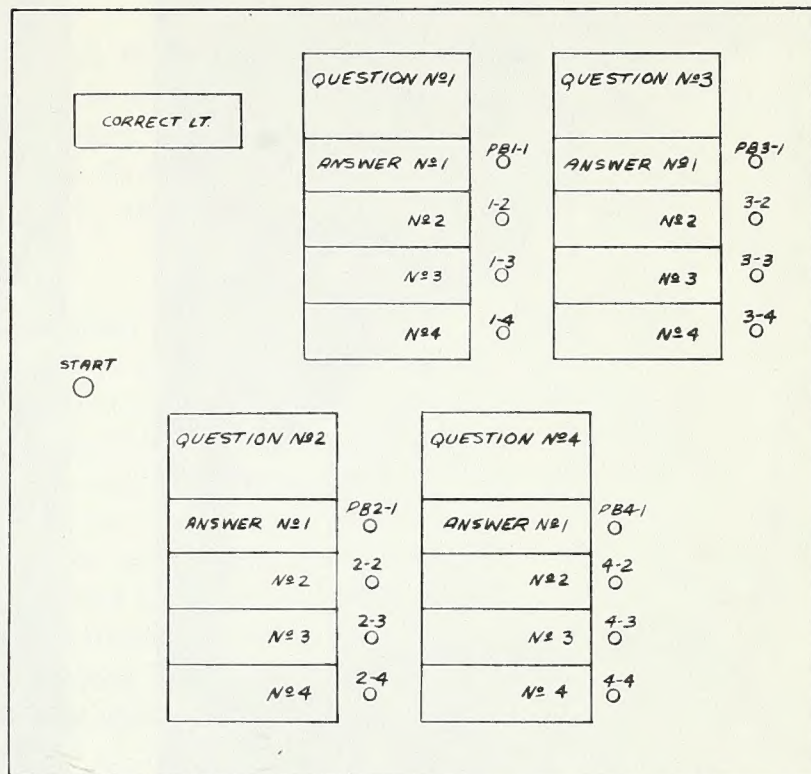 QUESTION Nº1
QUESTION Nº3
CORRECT LT.
ANSWER Nº1 PB1-1
ANSWER Nº1 PB3-1
Nº2 1-2
Nº2 3-2
Nº3 1-3
Nº3 3-3
Nº4 1-4
Nº4 3-4
START
QUESTION Nº2
QUESTION Nº4
ANSWER Nº1 PB2-1
ANSWER Nº1 PB4-1
Nº2 2-2
Nº2 4-2
Nº3 2-3
Nº3 4-3
Nº4 2-4
Nº4 4-4